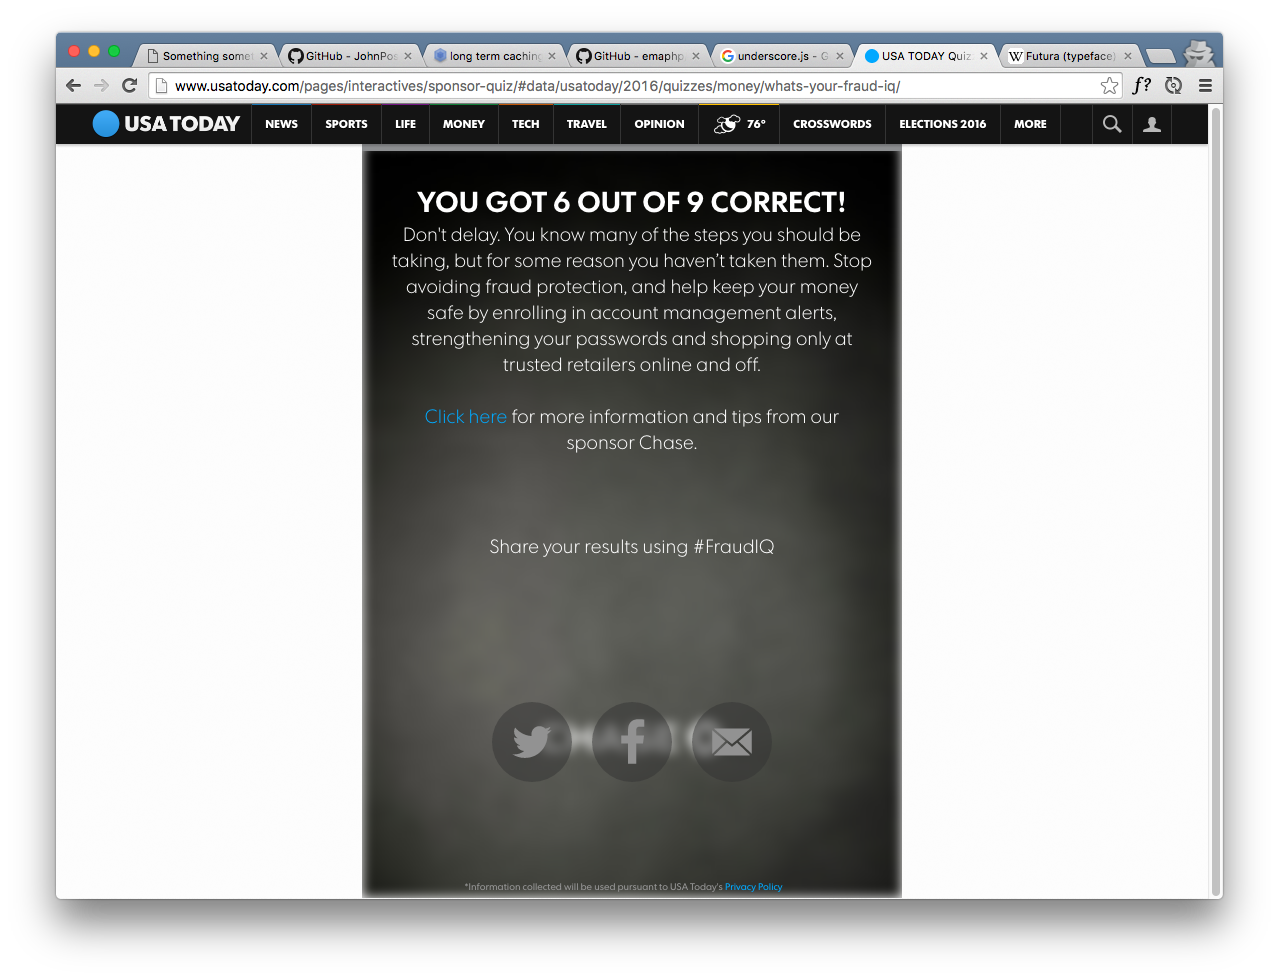 Something some
GitHub - JohnPos
long term caching
GitHub - emaphp
underscore.js - G
USA TODAY Quiz
Futura (typeface)
www.usatoday.com/pages/interactives/sponsor-quiz/#data/usatoday/2016/quizzes/money/whats-your-fraud-iq/
f?
USA TODAY NEWS SPORTS LIFE MONEY TECH TRAVEL OPINION 76° CROSSWORDS ELECTIONS 2016 MORE
YOU GOT 6 OUT OF 9 CORRECT!
Don't delay. You know many of the steps you should be
taking, but for some reason you haven’t taken them. Stop
avoiding fraud protection, and help keep your money
safe by enrolling in account management alerts,
strengthening your passwords and shopping only at
trusted retailers online and off.
Click here for more information and tips from our
sponsor Chase.
Share your results using #FraudIQ
*Information collected will be used pursuant to USA Today's Privacy Policy